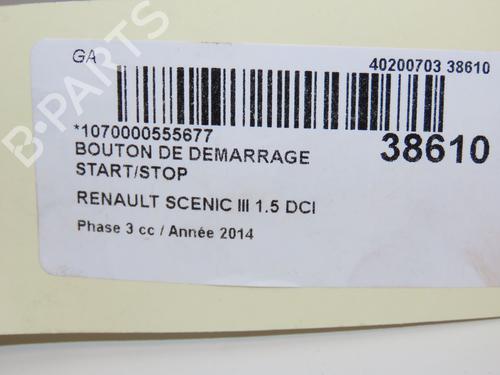 GA
40200703 38610
*1070000555677
38610
BOUTON DE DEMARRAGE
START/STOP
RENAULT SCENIC III 1.5 DCI
Phase 3 cc / Année 2014
B-PARTS